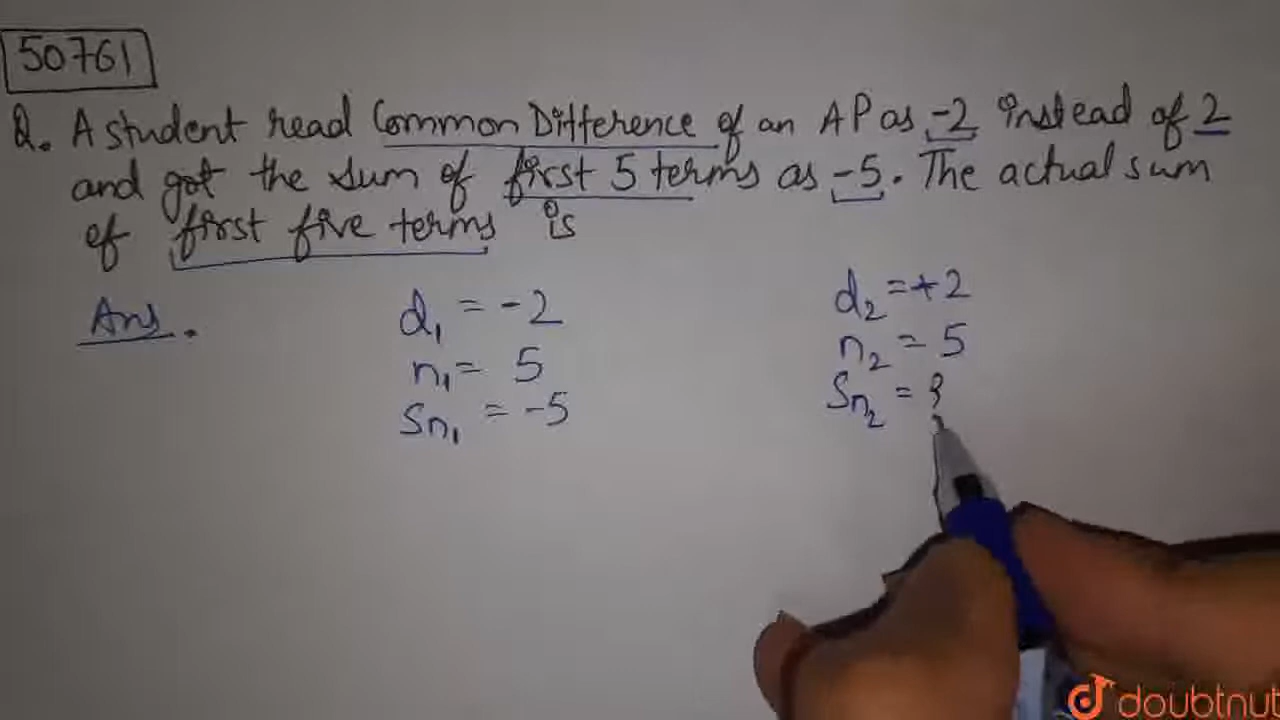 50761
Q. A student read Common Difference of an AP as -2 instead of 2
and got the sum of first 5 terms as -5. The actual sum
of first five terms is
Ans.
d₁ = -2
n₁ = 5
Sn₁ = -5
d₂ = +2
n₂ = 5
Sn₂ = ?
doubtnut